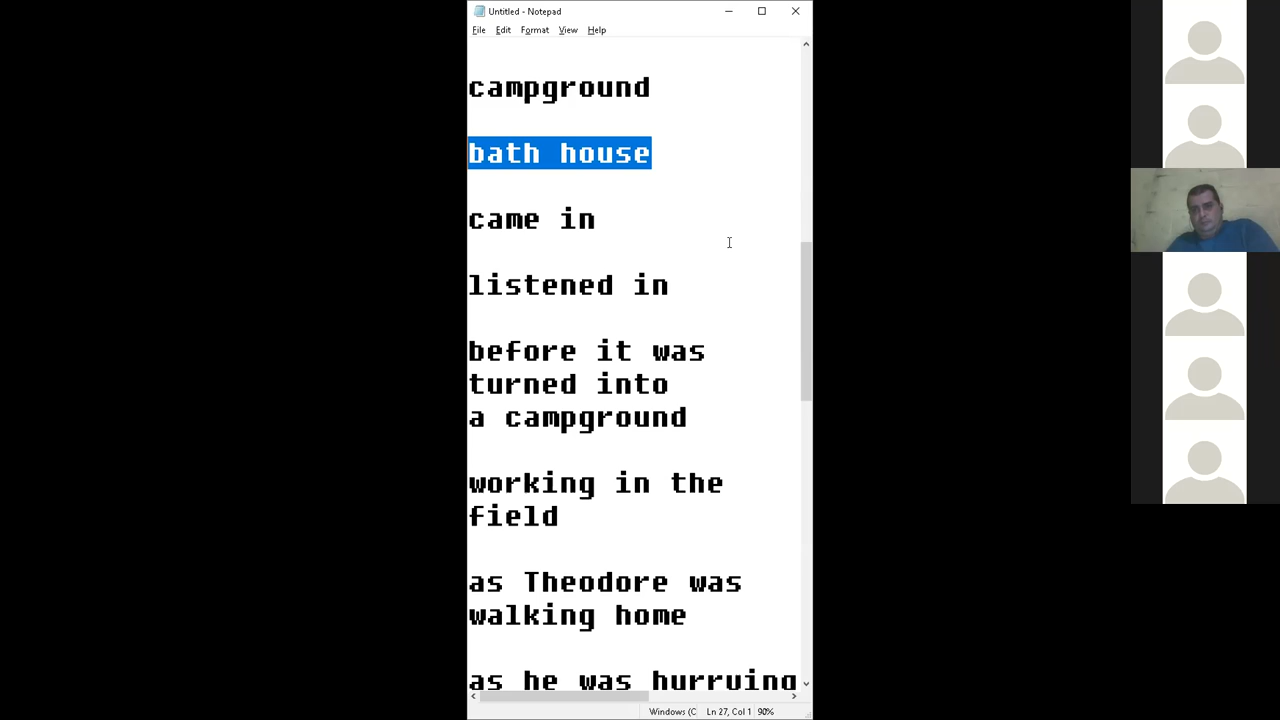 Untitled - Notepad
File Edit Format View Help
campground
bath house
came in
listened in
before it was
turned into
a campground
working in the
field
as Theodore was
walking home
as he was hurrying
Windows (C Ln 27, Col 1 90%